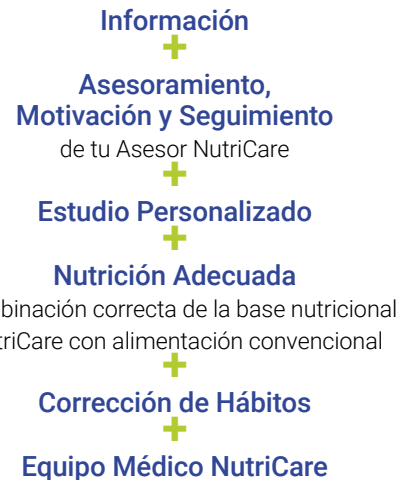 Información
+
Asesoramiento,
Motivación y Seguimiento
de tu Asesor NutriCare
+
Estudio Personalizado
+
Nutrición Adecuada
binación correcta de la base nutricional
triCare con alimentación convencional
+
Corrección de Hábitos
+
Equipo Médico NutriCare